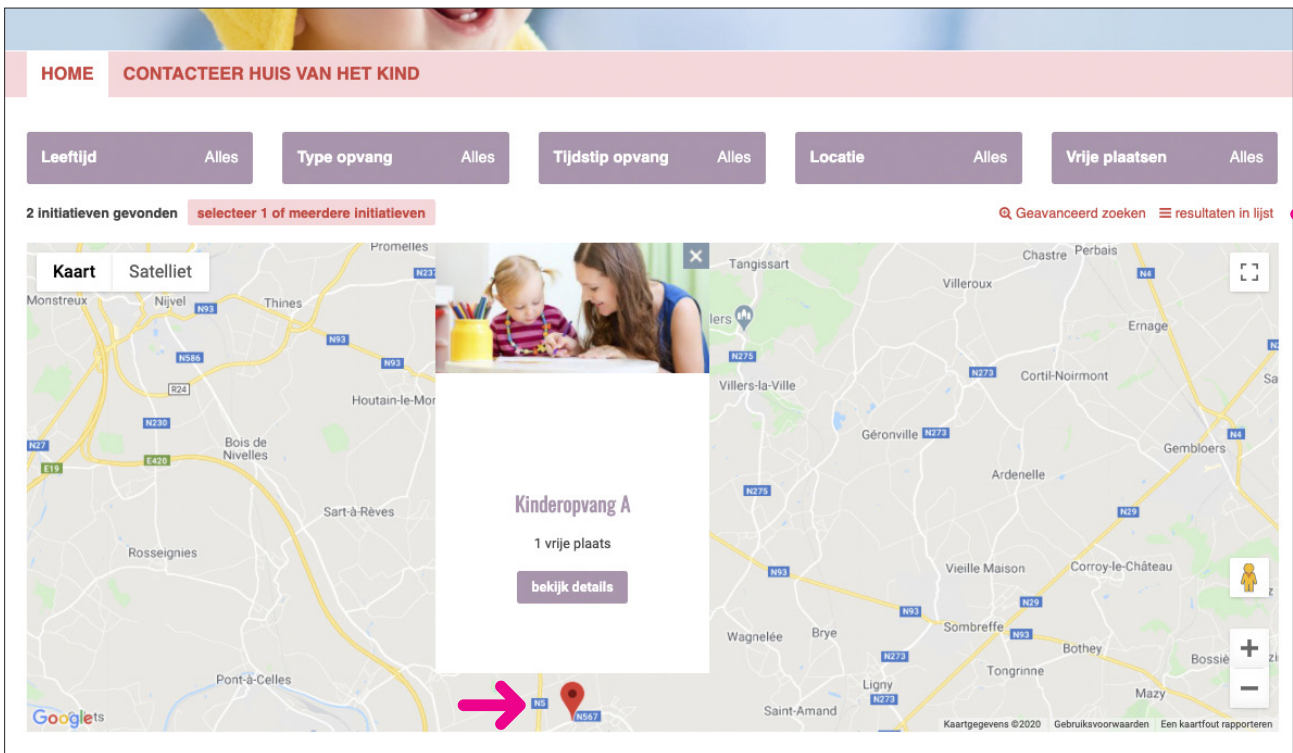 HOME CONTACTEER HUIS VAN HET KIND
Leeftijd Alles Type opvang Alles Tijdstip opvang Alles Locatie Alles Vrije plaatsen Alles
2 initiatieven gevonden selecteer 1 of meerdere initiatieven Geavanceerd zoeken resultaten in lijst
Kaart Satelliet
Promelles
Tangissart
Chastre Perbais
N4
Villeroux
Monstreux Nijvel N93 Thines
Ernage
N93
N586
N93
N275
Villers-la-Ville
N273 Cortil-Noirmont
R24
N230
Géronville N273
N4
N27
Bois de
Nivelles
Gembloers
E19
E420
Ardenelle
N275
Kinderopvang A
Sart-à-Rèves
N29
1 vrije plaats
Rosseignies
bekijk details
N93
Vieille Maison
Corroy-le-Château
N29
N93
Sombreffe N93
Wagnelée Brye
Bothey
N273
Tongrinne
Pont-à-Celles
Ligny
N273
Mazy
N5
N567
Saint-Amand
Google
Kaartgegevens ©2020 Gebruiksvoorwaarden Een kaartfout rapporteren